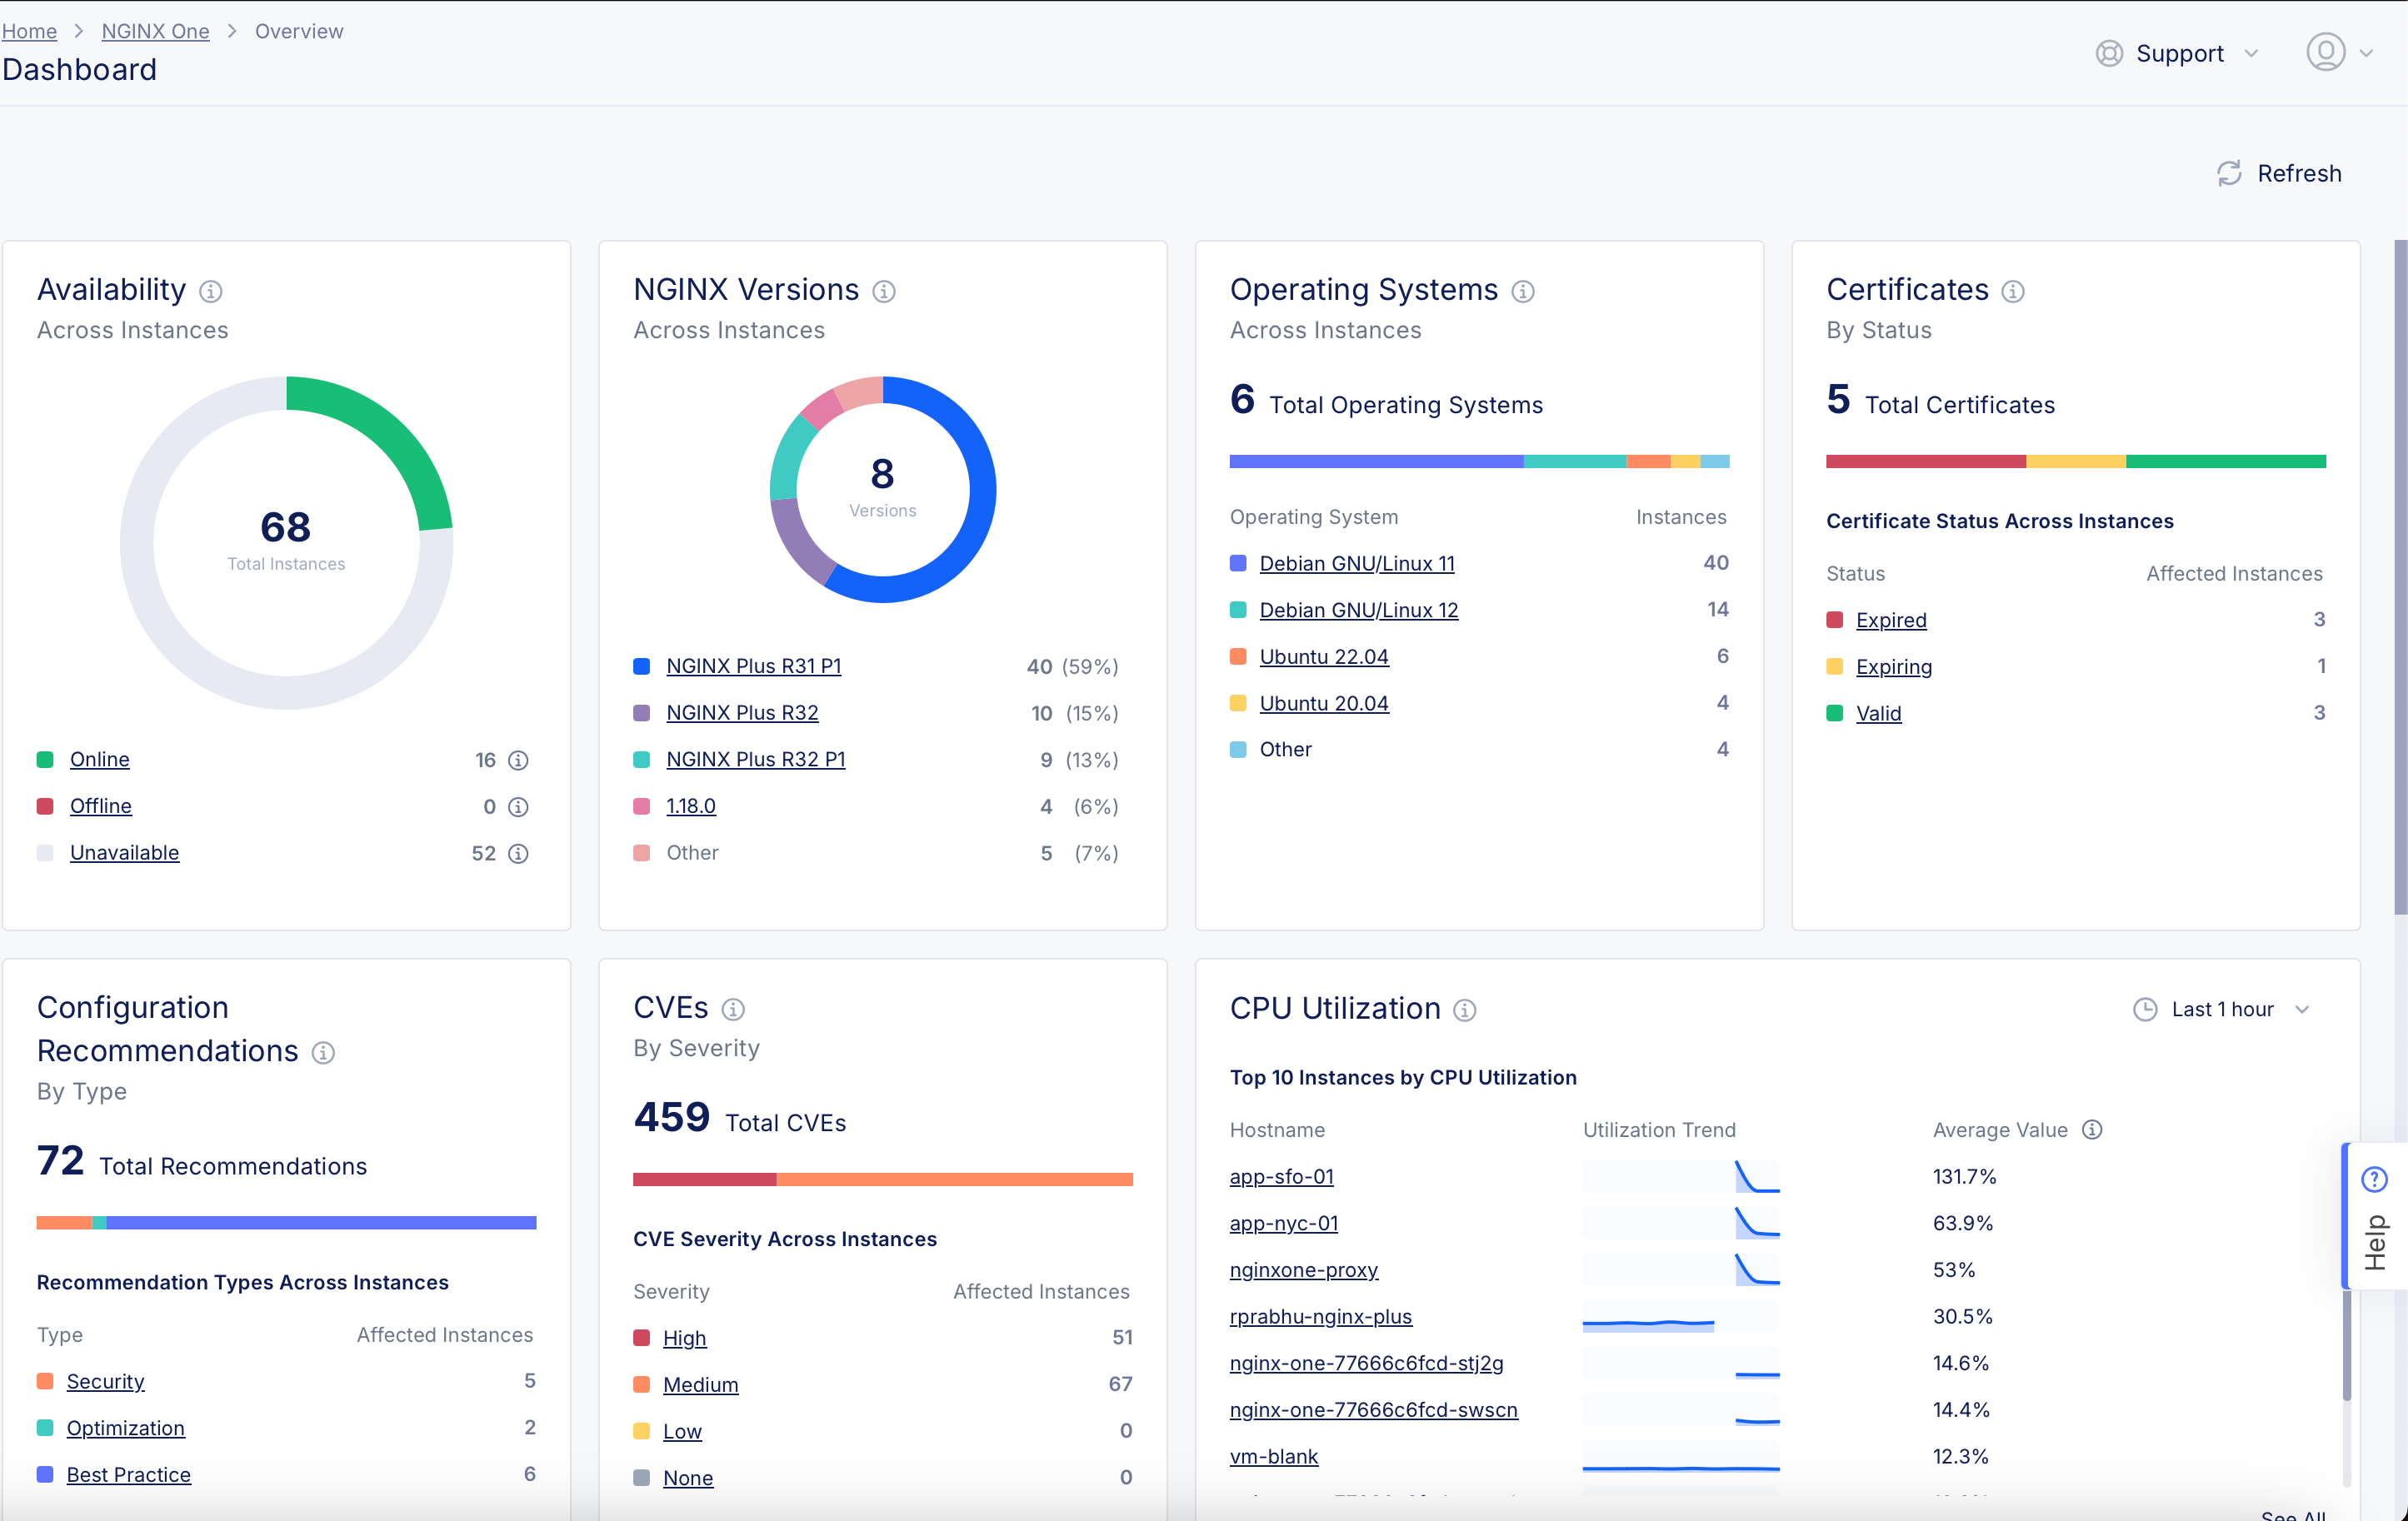 Home > NGINX One > Overview
Dashboard
Support
Refresh
Availability
Across Instances
68
Total Instances
Online 16
Offline 0
Unavailable 52
NGINX Versions
Across Instances
8
Versions
NGINX Plus R31 P1 40 (59%)
NGINX Plus R32 10 (15%)
NGINX Plus R32 P1 9 (13%)
1.18.0 4 (6%)
Other 5 (7%)
Operating Systems
Across Instances
6 Total Operating Systems
Operating System Instances
Debian GNU/Linux 11 40
Debian GNU/Linux 12 14
Ubuntu 22.04 6
Ubuntu 20.04 4
Other 4
Certificates
By Status
5 Total Certificates
Certificate Status Across Instances
Status Affected Instances
Expired 3
Expiring 1
Valid 3
Configuration
Recommendations
By Type
72 Total Recommendations
Recommendation Types Across Instances
Type Affected Instances
Security 5
Optimization 2
Best Practice 6
CVEs
By Severity
459 Total CVEs
CVE Severity Across Instances
Severity Affected Instances
High 51
Medium 67
Low 0
None 0
CPU Utilization
Last 1 hour
Top 10 Instances by CPU Utilization
Hostname Utilization Trend Average Value
app-sfo-01 131.7%
app-nyc-01 63.9%
nginxone-proxy 53%
rprabhu-nginx-plus 30.5%
nginx-one-77666c6fcd-stj2g 14.6%
nginx-one-77666c6fcd-swscn 14.4%
vm-blank 12.3%
See All
Help